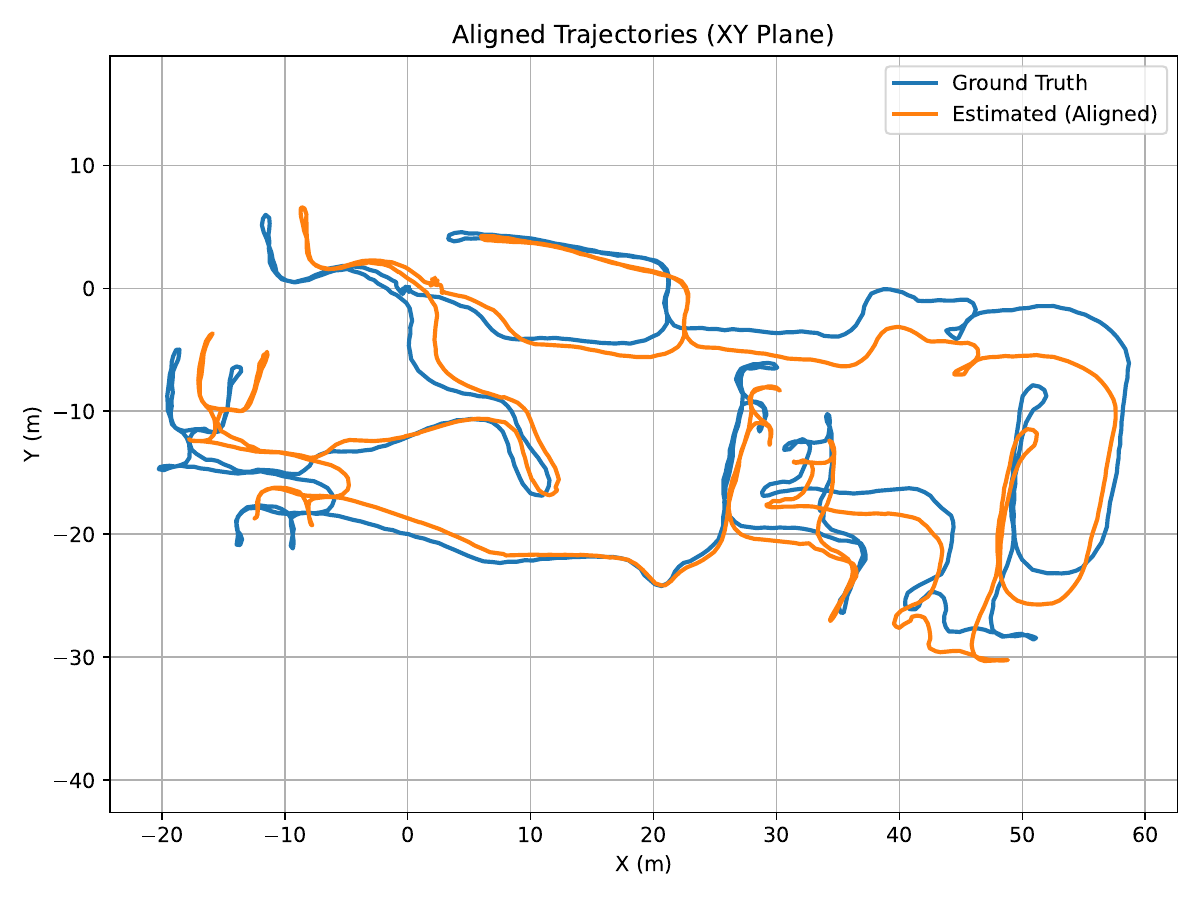 Aligned Trajectories (XY Plane)
Ground Truth
Estimated (Aligned)
10
0
−10
−20
−30
−40
Y (m)
−20 −10 0 10 20 30 40 50 60
X (m)